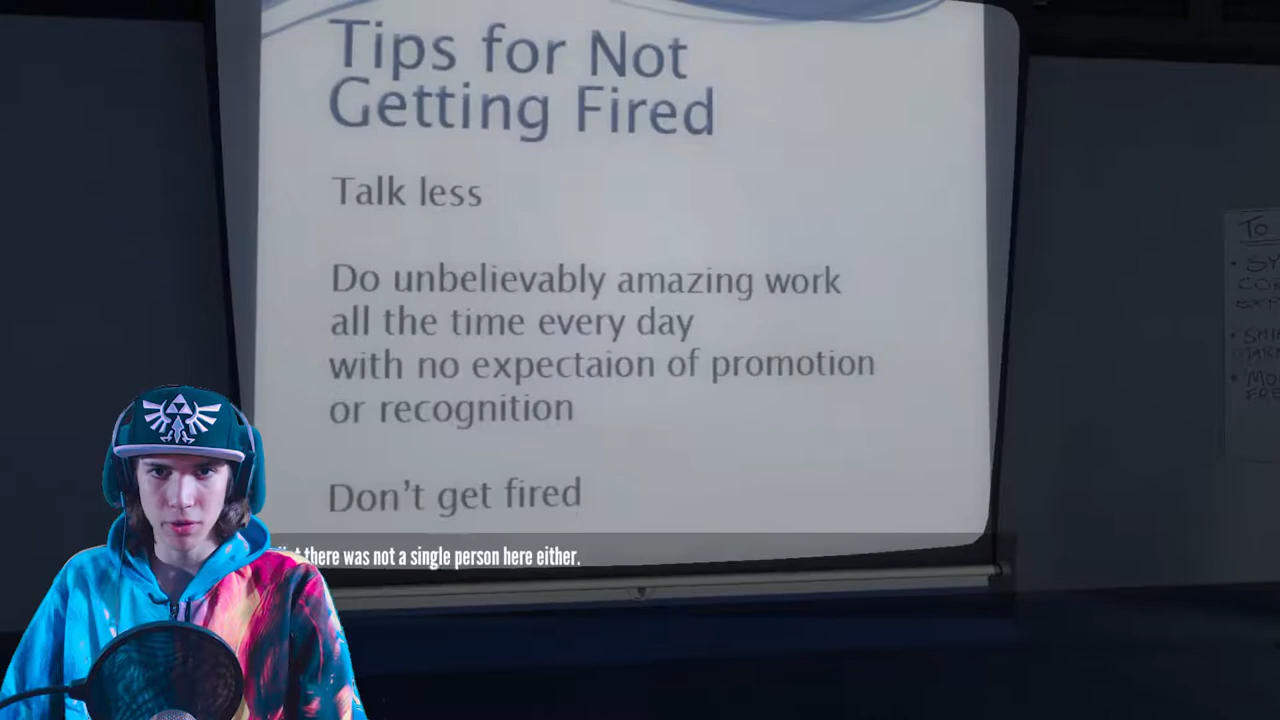 Tips for Not
Getting Fired
Talk less
Do unbelievably amazing work
all the time every day
with no expectaion of promotion
or recognition
Don't get fired
there was not a single person here either.
To